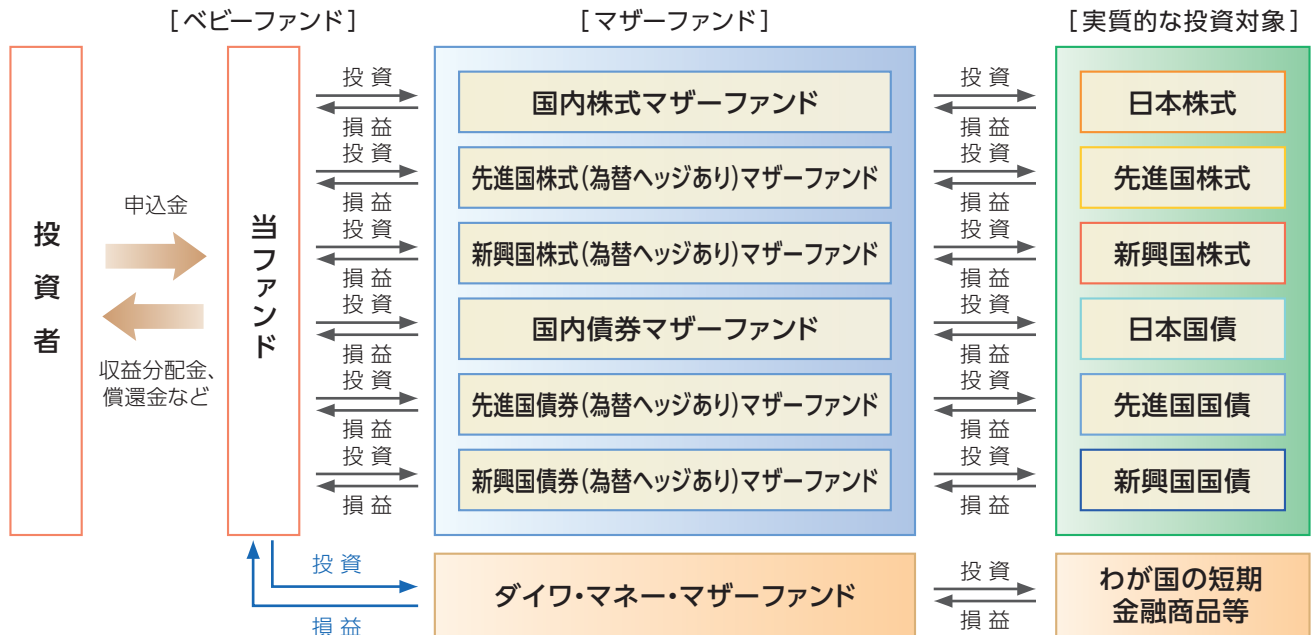 [ベビーファンド]
[マザーファンド]
[実質的な投資対象]
投資者
申込金
収益分配金、
償還金など
当ファンド
投資
損益
国内株式マザーファンド
投資
損益
日本株式
投資
損益
先進国株式(為替ヘッジあり)マザーファンド
投資
損益
先進国株式
投資
損益
新興国株式(為替ヘッジあり)マザーファンド
投資
損益
新興国株式
投資
損益
国内債券マザーファンド
投資
損益
日本国債
投資
損益
先進国債券(為替ヘッジあり)マザーファンド
投資
損益
先進国国債
投資
損益
新興国債券(為替ヘッジあり)マザーファンド
投資
損益
新興国国債
投資
損益
ダイワ・マネー・マザーファンド
投資
損益
わが国の短期
金融商品等